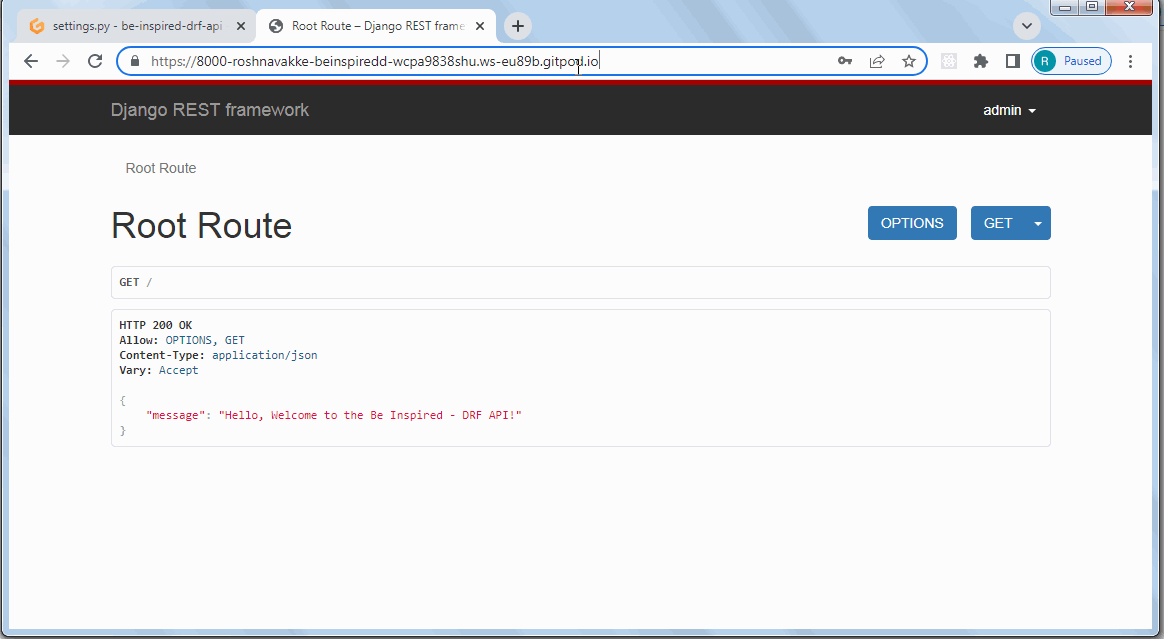 settings.py - be-inspired-drf-api
Root Route – Django REST frame
https://8000-roshnavakke-beinspiredd-wcpa9838shu.ws-eu89b.gitpod.io
R Paused
Django REST framework
admin
Root Route
Root Route
OPTIONS
GET
GET /
HTTP 200 OK
Allow: OPTIONS, GET
Content-Type: application/json
Vary: Accept
{
"message": "Hello, Welcome to the Be Inspired - DRF API!"
}